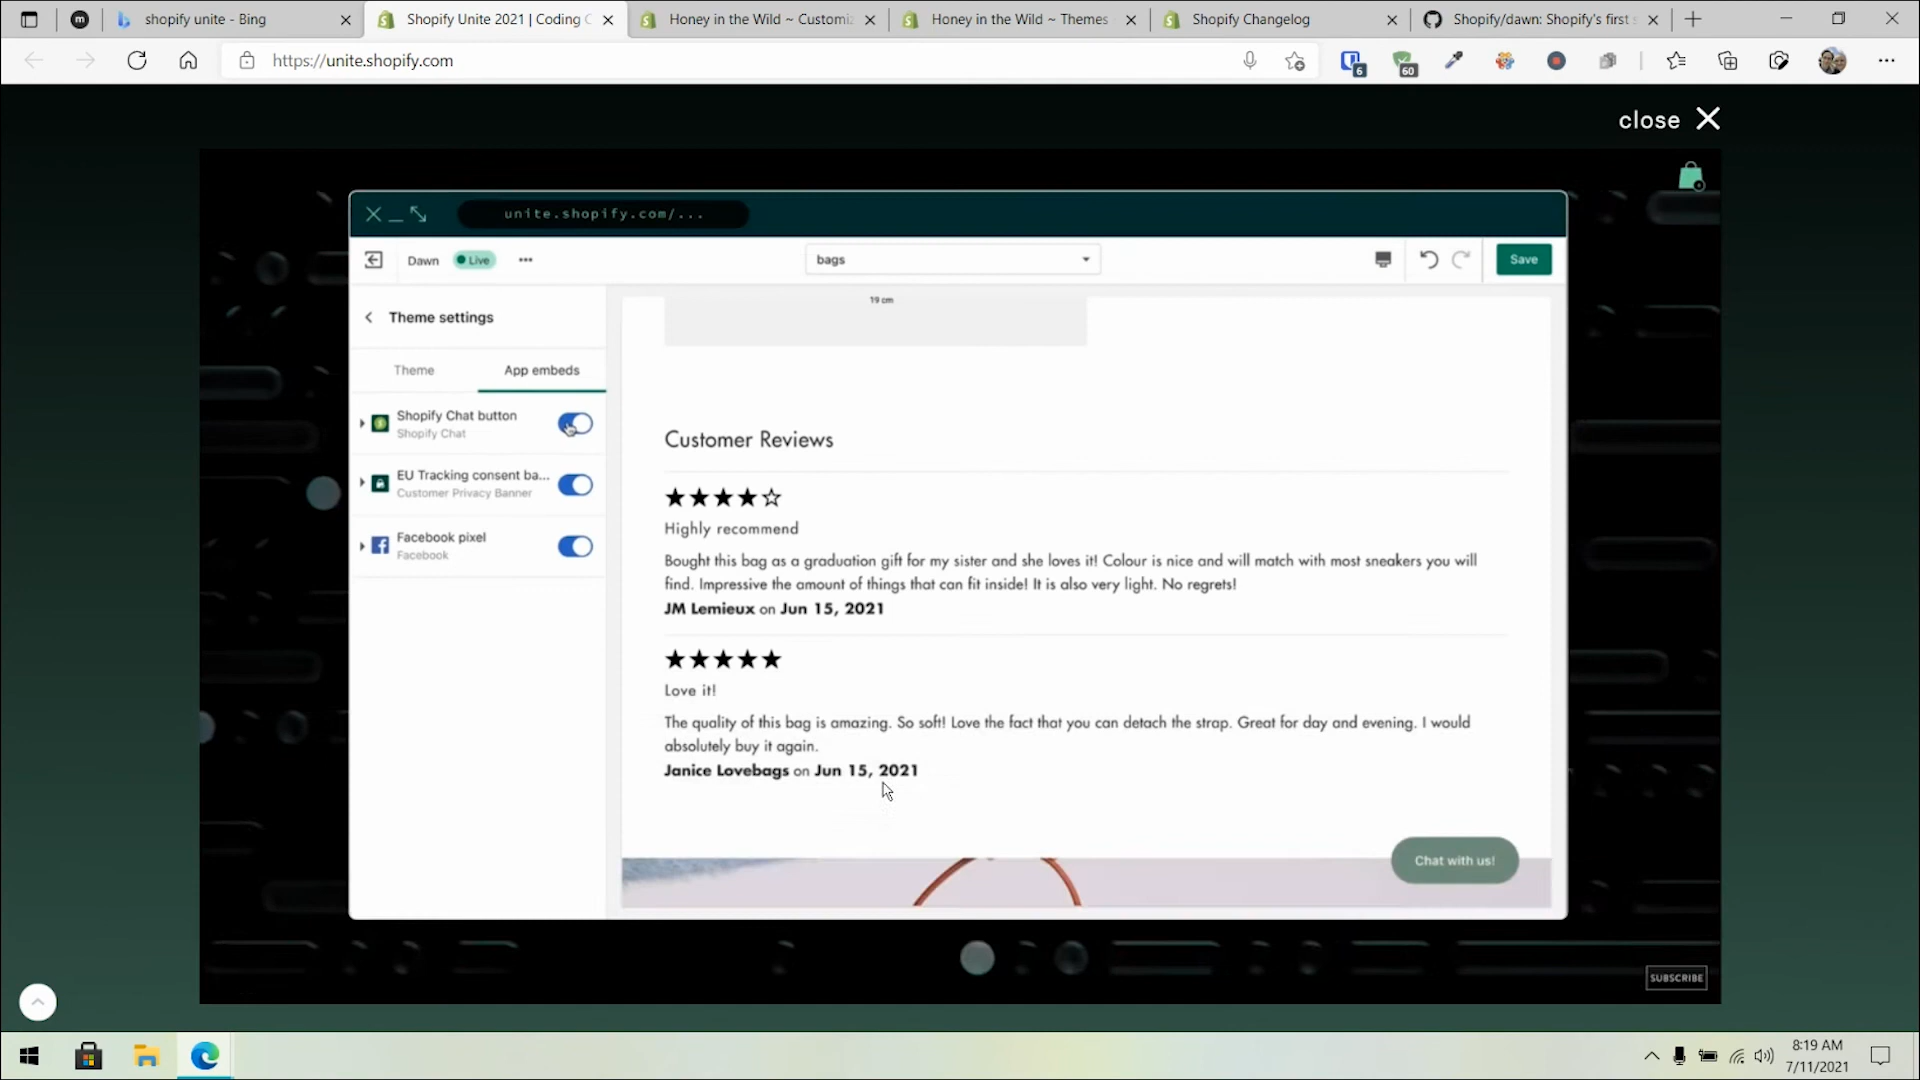 shopify unite - Bing
Shopify Unite 2021 | Coding C
Honey in the Wild ~ Customiz
Honey in the Wild ~ Themes
Shopify Changelog
Shopify/dawn: Shopify's first s
https://unite.shopify.com
6
60
close
unite.shopify.com/...
Dawn
Live
bags
Save
Theme settings
Theme
App embeds
Shopify Chat button
Shopify Chat
EU Tracking consent ba...
Customer Privacy Banner
Facebook pixel
Facebook
19 cm
Customer Reviews
Highly recommend
Bought this bag as a graduation gift for my sister and she loves it! Colour is nice and will match with most sneakers you will
find. Impressive the amount of things that can fit inside! It is also very light. No regrets!
JM Lemieux on Jun 15, 2021
Love it!
The quality of this bag is amazing. So soft! Love the fact that you can detach the strap. Great for day and evening. I would
absolutely buy it again.
Janice Lovebags on Jun 15, 2021
Chat with us!
SUBSCRIBE
8:19 AM
7/11/2021